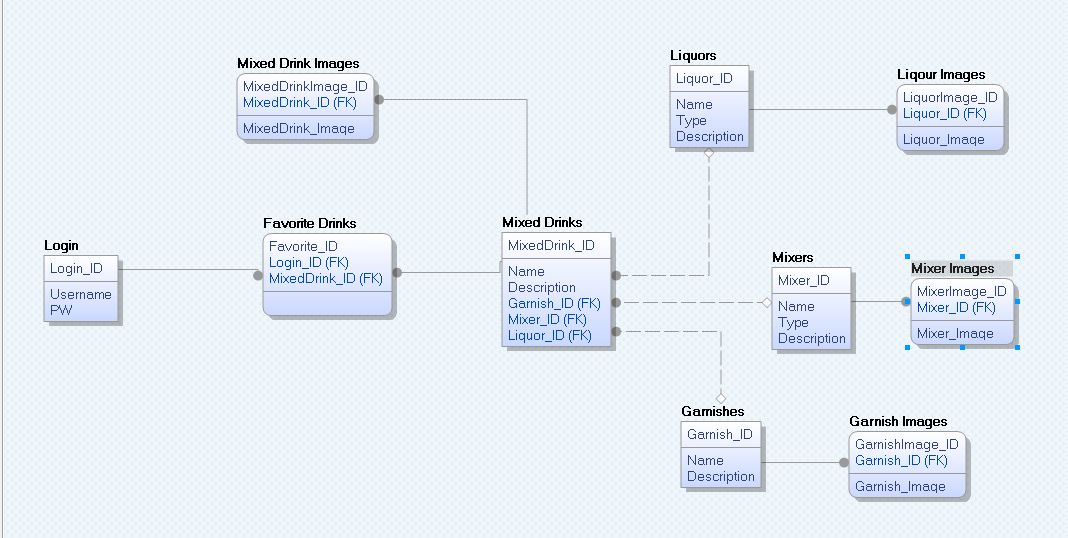 Mixed Drink Images
MixedDrinkImage_ID
MixedDrink_ID (FK)
MixedDrink_Image
Liquors
Liquor_ID
Name
Type
Description
Liqour Images
LiquorImage_ID
Liquor_ID (FK)
Liquor_Image
Login
Login_ID
Username
PW
Favorite Drinks
Favorite_ID
Login_ID (FK)
MixedDrink_ID (FK)
Mixed Drinks
MixedDrink_ID
Name
Description
Garnish_ID (FK)
Mixer_ID (FK)
Liquor_ID (FK)
Mixers
Mixer_ID
Name
Type
Description
Mixer Images
MixerImage_ID
Mixer_ID (FK)
Mixer_Image
Garnishes
Garnish_ID
Name
Description
Garnish Images
GarnishImage_ID
Garnish_ID (FK)
Garnish_Image